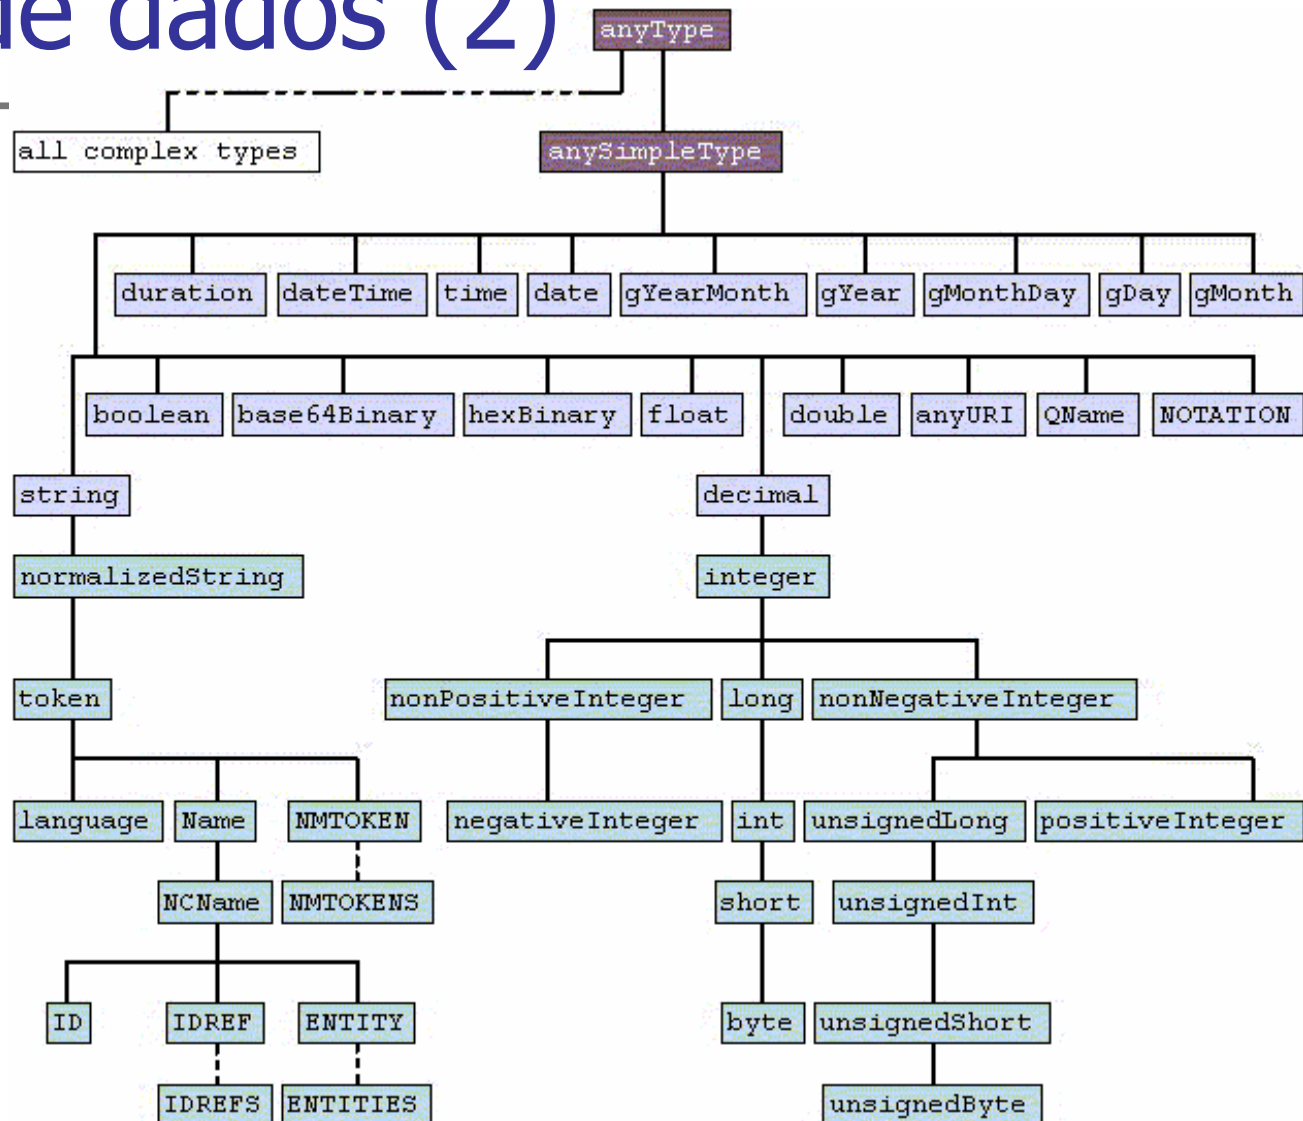 de dados (2)
anyType
all complex types
anySimpleType
duration dateTime time date gYearMonth gYear gMonthDay gDay gMonth
boolean base64Binary hexBinary float double anyURI QName NOTATION
string decimal
normalizedString integer
token nonPositiveInteger long nonNegativeInteger
language Name NMTOKEN negativeInteger int unsignedLong positiveInteger
NCName NMTOKENS short unsignedInt
ID IDREF ENTITY byte unsignedShort
IDREFS ENTITIES unsignedByte